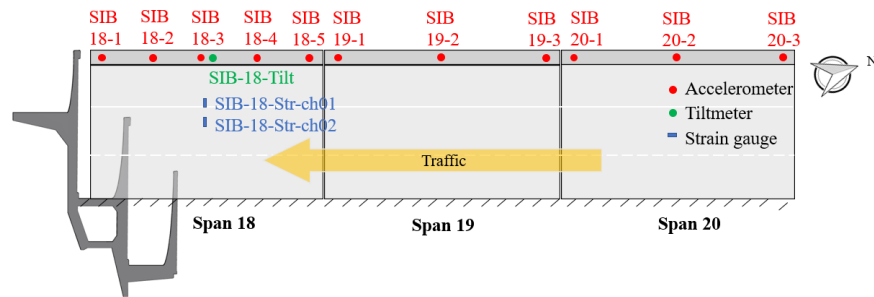 SIB SIB SIB SIB SIB SIB SIB SIB SIB SIB SIB
18-1 18-2 18-3 18-4 18-5 19-1 19-2 19-3 20-1 20-2 20-3
N
SIB-18-Tilt
SIB-18-Str-ch01
SIB-18-Str-ch02
Accelerometer
Tiltmeter
Strain gauge
Traffic
Span 18 Span 19 Span 20